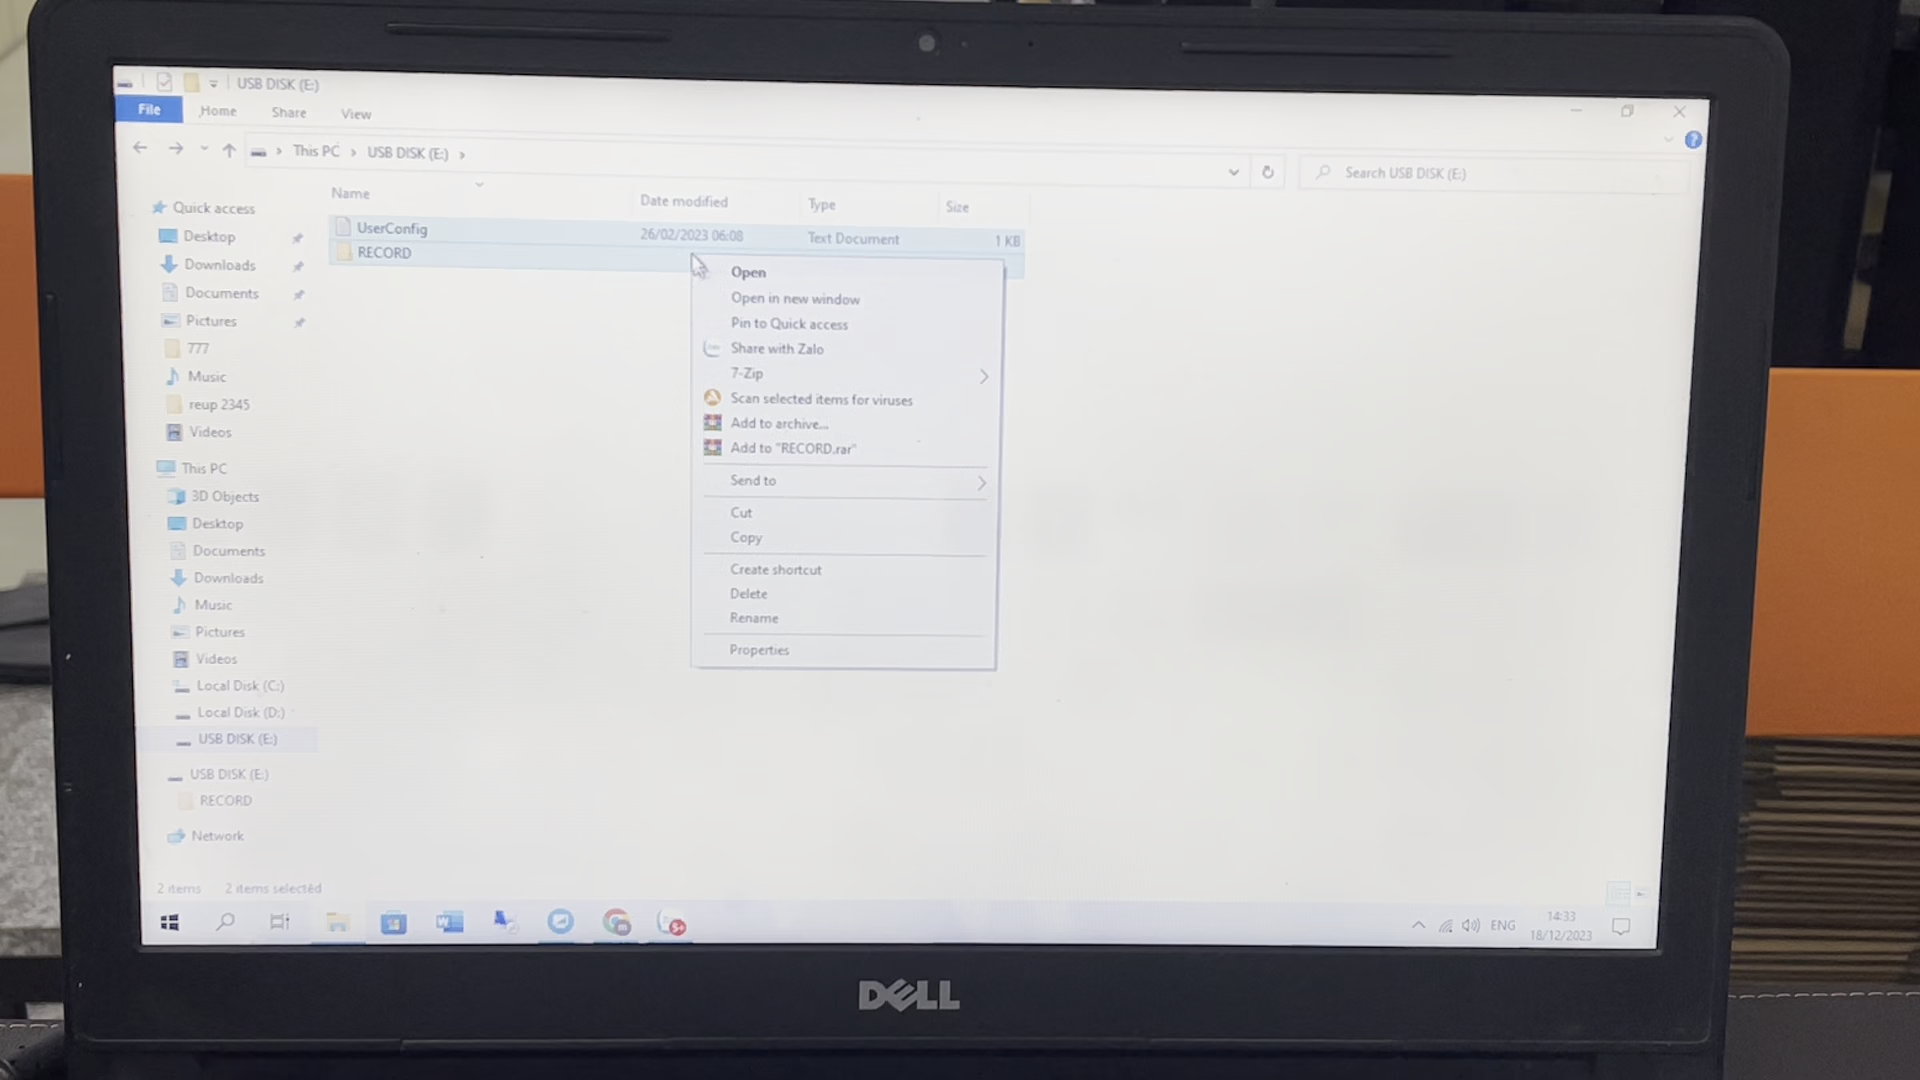 USB DISK (E:)
File Home Share View
This PC USB DISK (E:)
Search USB DISK (E:)
Name Date modified Type Size
UserConfig 26/02/2023 06:08 Text Document 1 KB
RECORD
Quick access
Desktop
Downloads
Documents
Pictures
777
Music
reup 2345
Videos
This PC
3D Objects
Desktop
Documents
Downloads
Music
Pictures
Videos
Local Disk (C:)
Local Disk (D:)
USB DISK (E:)
USB DISK (E:)
RECORD
Network
Open
Open in new window
Pin to Quick access
Share with Zalo
7-Zip
Scan selected items for viruses
Add to archive...
Add to "RECORD.rar"
Send to
Cut
Copy
Create shortcut
Delete
Rename
Properties
2 items 2 items selected
ENG
14:33
18/12/2023
5+
DELL